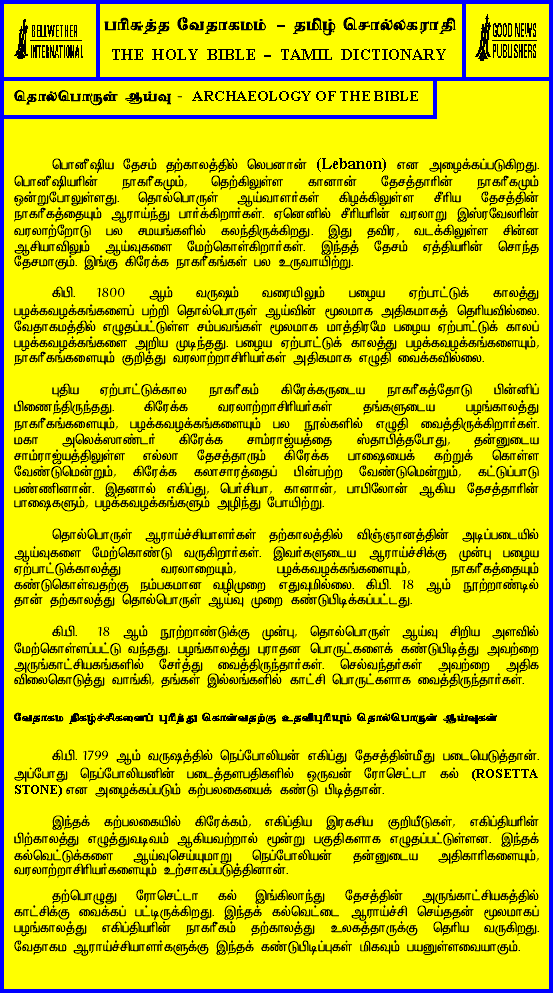 BELLWETHER
INTERNATIONAL
பரிசுத்த வேதாகமம் – தமிழ் சொல்லகராதி
THE HOLY BIBLE – TAMIL DICTIONARY
GOOD NEWS
PUBLISHERS
தொல்பொருள் ஆய்வு - ARCHAEOLOGY OF THE BIBLE
பொனீஷிய தேசம் தற்காலத்தில் லெபனான் (Lebanon) என அழைக்கப்படுகிறது.
பொனீஷியரின் நாகரீகமும், தெற்கிலுள்ள கானான் தேசத்தாரின் நாகரீகமும்
ஒன்றுபோலுள்ளது. தொல்பொருள் ஆய்வாளர்கள் கிழக்கிலுள்ள சீரிய தேசத்தின்
நாகரீகத்தையும் ஆராய்ந்து பார்க்கிறார்கள். ஏனெனில் சீரியரின் வரலாறு இஸ்ரவேலரின்
வரலாற்றோடு பல சமயங்களில் கலந்திருக்கிறது. இது தவிர, வடக்கிலுள்ள சின்ன
ஆசியாவிலும் ஆய்வுகளை மேற்கொள்கிறார்கள். இந்தத் தேசம் ஏத்தியரின் சொந்த
தேசமாகும். இங்கு கிரேக்க நாகரீகங்கள் பல உருவாயிற்று.
கி.பி. 1800 ஆம் வருஷம் வரையிலும் பழைய ஏற்பாட்டுக் காலத்து
பழக்கவழக்கங்களைப் பற்றி தொல்பொருள் ஆய்வின் மூலமாக அதிகமாகத் தெரியவில்லை.
வேதாகமத்தில் எழுதப்பட்டுள்ள சம்பவங்கள் மூலமாக மாத்திரமே பழைய ஏற்பாட்டுக் காலப்
பழக்கவழக்கங்களை அறிய முடிந்தது. பழைய ஏற்பாட்டுக் காலத்து பழக்கவழக்கங்களையும்,
நாகரீகங்களையும் குறித்து வரலாற்றாசிரியர்கள் அதிகமாக எழுதி வைக்கவில்லை.
புதிய ஏற்பாட்டுக்கால நாகரீகம் கிரேக்கருடைய நாகரீகத்தோடு பின்னிப்
பிணைந்திருந்தது. கிரேக்க வரலாற்றாசிரியர்கள் தங்களுடைய பழங்காலத்து
நாகரீகங்களையும், பழக்கவழக்கங்களையும் பல நூல்களில் எழுதி வைத்திருக்கிறார்கள்.
மகா அலெக்ஸாண்டர் கிரேக்க சாம்ராஜ்யத்தை ஸ்தாபித்தபோது, தன்னுடைய
சாம்ராஜ்யத்திலுள்ள எல்லா தேசத்தாரும் கிரேக்க பாஷையைக் கற்றுக் கொள்ள
வேண்டுமென்றும், கிரேக்க கலாசாரத்தைப் பின்பற்ற வேண்டுமென்றும், கட்டுப்பாடு
பண்ணினான். இதனால் எகிப்து, பெர்சியா, கானான், பாபிலோன் ஆகிய தேசத்தாரின்
பாஷைகளும், பழக்கவழக்கங்களும் அழிந்து போயிற்று.
தொல்பொருள் ஆராய்ச்சியாளர்கள் தற்காலத்தில் விஞ்ஞானத்தின் அடிப்படையில்
ஆய்வுகளை மேற்கொண்டு வருகிறார்கள். இவர்களுடைய ஆராய்ச்சிக்கு முன்பு பழைய
ஏற்பாட்டுக்காலத்து வரலாறையும், பழக்கவழக்கங்களையும், நாகரீகத்தையும்
கண்டுகொள்வதற்கு நம்பகமான வழிமுறை எதுவுமில்லை. கி.பி. 18 ஆம் நூற்றாண்டில்
தான் தற்காலத்து தொல்பொருள் ஆய்வு முறை கண்டுபிடிக்கப்பட்டது.
கி.பி. 18 ஆம் நூற்றாண்டுக்கு முன்பு, தொல்பொருள் ஆய்வு சிறிய அளவில்
மேற்கொள்ளப்பட்டு வந்தது. பழங்காலத்து புராதன பொருட்களைக் கண்டுபிடித்து அவற்றை
அருங்காட்சியகங்களில் சேர்த்து வைத்திருந்தார்கள். செல்வந்தர்கள் அவற்றை அதிக
விலைகொடுத்து வாங்கி, தங்கள் இல்லங்களில் காட்சி பொருட்களாக வைத்திருந்தார்கள்.
வேதாகம நிகழ்ச்சிகளைப் புரிந்து கொள்வதற்கு உதவிபுரியும் தொல்பொருள் ஆய்வுகள்
கி.பி. 1799 ஆம் வருஷத்தில் நெப்போலியன் எகிப்து தேசத்தின்மீது படையெடுத்தான்.
அப்போது நெப்போலியனின் படைத்தளபதிகளில் ஒருவன் ரோசெட்டா கல் (ROSETTA
STONE) என அழைக்கப்படும் கற்பலகையைக் கண்டு பிடித்தான்.
இந்தக் கற்பலகையில் கிரேக்கம், எகிப்திய இரகசிய குறியீடுகள், எகிப்தியரின்
பிற்காலத்து எழுத்துவடிவம் ஆகியவற்றால் மூன்று பகுதிகளாக எழுதப்பட்டுள்ளன. இந்தக்
கல்வெட்டுக்களை ஆய்வுசெய்யுமாறு நெப்போலியன் தன்னுடைய அதிகாரிகளையும்,
வரலாற்றாசிரியர்களையும் உற்சாகப்படுத்தினான்.
தற்பொழுது ரோசெட்டா கல் இங்கிலாந்து தேசத்தின் அருங்காட்சியகத்தில்
காட்சிக்கு வைக்கப் பட்டிருக்கிறது. இந்தக் கல்வெட்டை ஆராய்ச்சி செய்ததன் மூலமாகப்
பழங்காலத்து எகிப்தியரின் நாகரீகம் தற்காலத்து உலகத்தாருக்கு தெரிய வருகிறது.
வேதாகம ஆராய்ச்சியாளர்களுக்கு இந்தக் கண்டுபிடிப்புகள் மிகவும் பயனுள்ளவையாகும்.